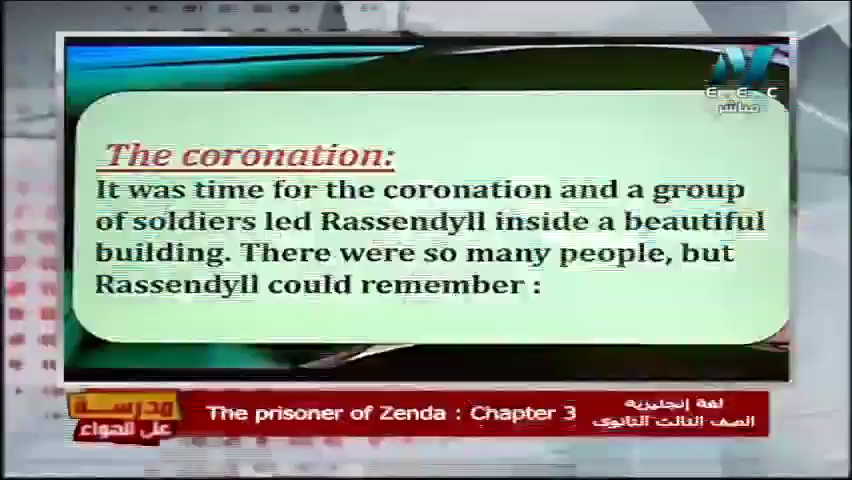 E E C
مباشر
The coronation:
It was time for the coronation and a group
of soldiers led Rassendyll inside a beautiful
building. There were so many people, but
Rassendyll could remember :
مدرسة
على الهواء
The prisoner of Zenda : Chapter 3
لغة إنجليزية
الصف الثالث الثانوى